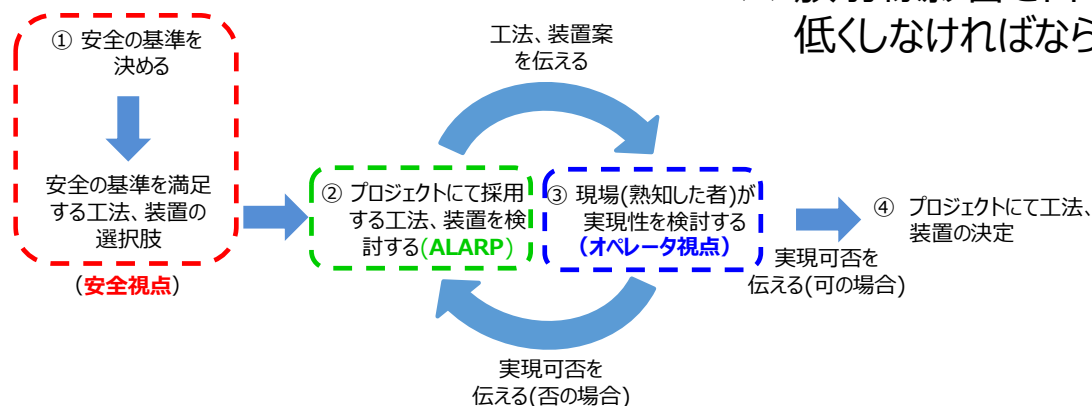 低くしなければなら
① 安全の基準を
決める
安全の基準を満足
する工法、装置の
選択肢
（安全視点）
工法、装置案
を伝える
② プロジェクトにて採用
する工法、装置を検
討する(ALARP)
③ 現場(熟知した者)が
実現性を検討する
（オペレータ視点）
実現可否を
伝える(可の場合)
④ プロジェクトにて工法、
装置の決定
実現可否を
伝える(否の場合)